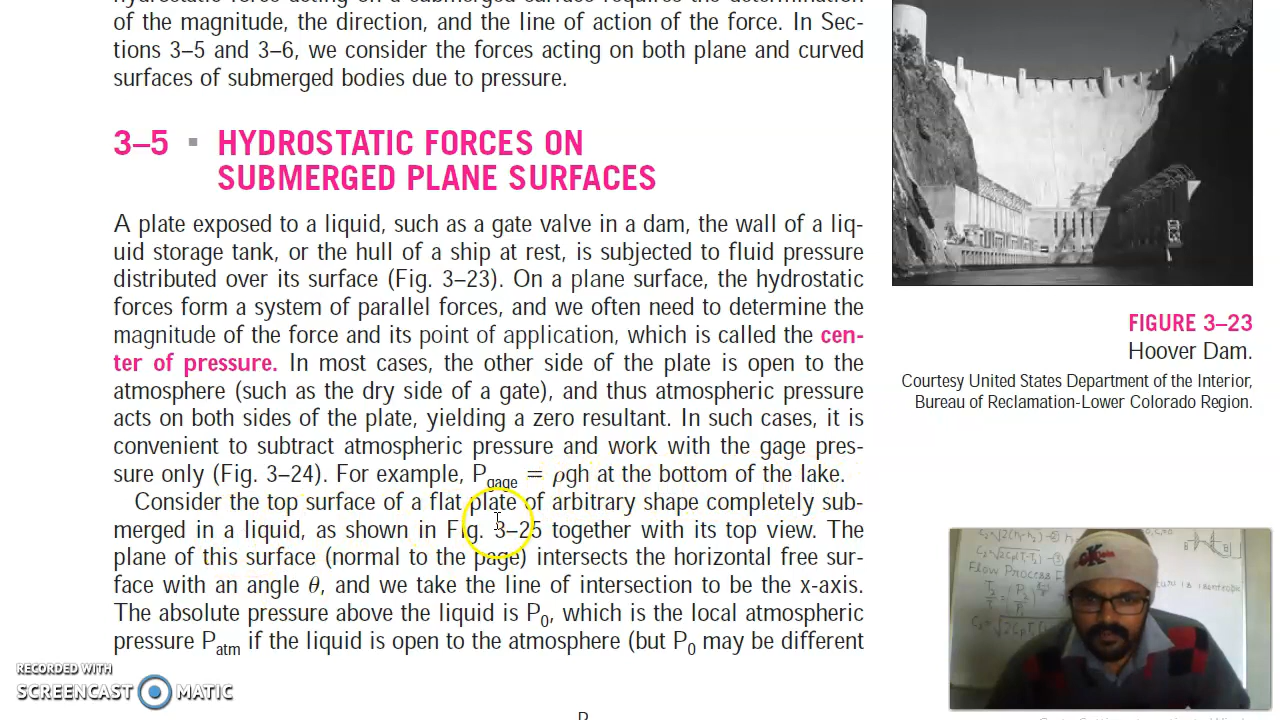 hydrostatic force acting on a submerged surface requires the determination
of the magnitude, the direction, and the line of action of the force. In Sec-
tions 3–5 and 3–6, we consider the forces acting on both plane and curved
surfaces of submerged bodies due to pressure.
3–5 ▪ HYDROSTATIC FORCES ON
SUBMERGED PLANE SURFACES
A plate exposed to a liquid, such as a gate valve in a dam, the wall of a liq-
uid storage tank, or the hull of a ship at rest, is subjected to fluid pressure
distributed over its surface (Fig. 3–23). On a plane surface, the hydrostatic
forces form a system of parallel forces, and we often need to determine the
magnitude of the force and its point of application, which is called the cen-
ter of pressure. In most cases, the other side of the plate is open to the
atmosphere (such as the dry side of a gate), and thus atmospheric pressure
acts on both sides of the plate, yielding a zero resultant. In such cases, it is
convenient to subtract atmospheric pressure and work with the gage pres-
sure only (Fig. 3–24). For example, Pgage = ρgh at the bottom of the lake.
Consider the top surface of a flat plate of arbitrary shape completely sub-
merged in a liquid, as shown in Fig. 3–25 together with its top view. The
plane of this surface (normal to the page) intersects the horizontal free sur-
face with an angle θ, and we take the line of intersection to be the x-axis.
The absolute pressure above the liquid is P0, which is the local atmospheric
pressure Patm if the liquid is open to the atmosphere (but P0 may be different
FIGURE 3–23
Hoover Dam.
Courtesy United States Department of the Interior,
Bureau of Reclamation-Lower Colorado Region.
Flow Process
RECORDED WITH
SCREENCAST MATIC